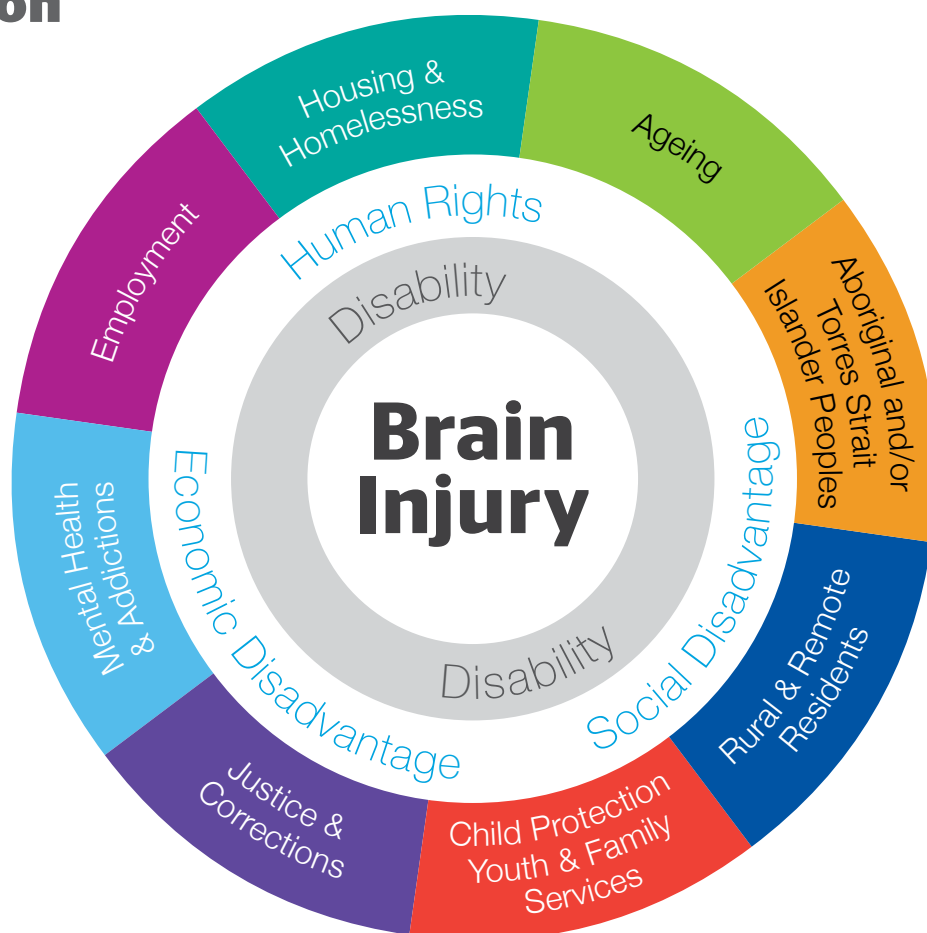 on
Housing &
Homelessness
Ageing
Aboriginal and/or
Torres Strait
Islander Peoples
Rural & Remote
Residents
Child Protection
Youth & Family
Services
Justice &
Corrections
Mental Health
& Addictions
Employment
Human Rights
Social Disadvantage
Economic Disadvantage
Disability
Disability
Brain
Injury